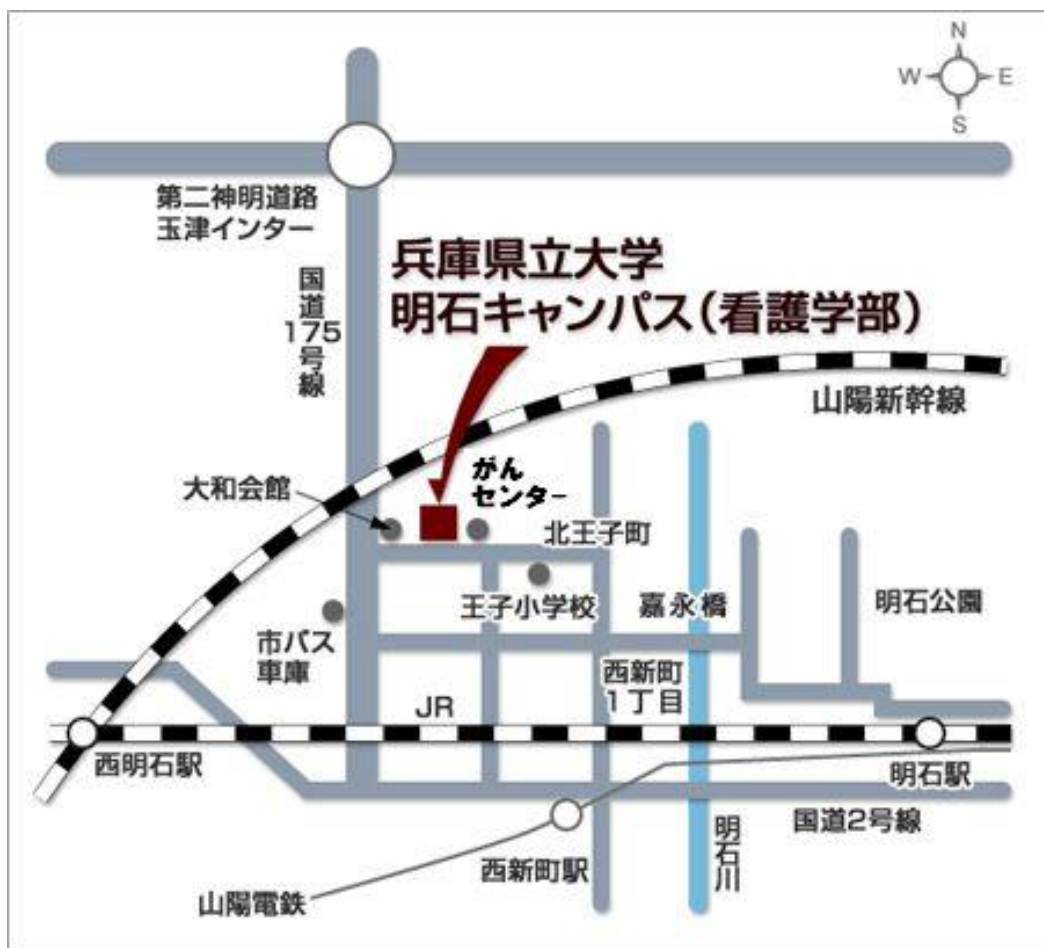 N
W E
S
第二神明道路
玉津インター
兵庫県立大学
明石キャンパス(看護学部)
国道175号線
山陽新幹線
大和会館
がん
センター
北王子町
王子小学校
嘉永橋
明石公園
市バス
車庫
西新町
1丁目
JR
西明石駅
明石駅
国道2号線
明石川
西新町駅
山陽電鉄